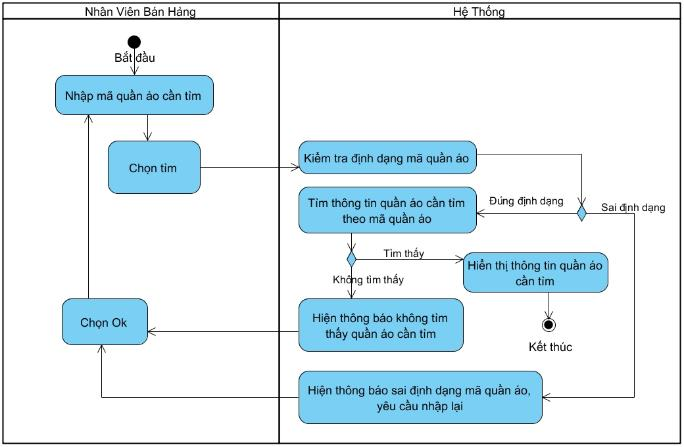 Nhân Viên Bán Hảng
Hệ Thống
Bắt đầu
Nhập mã quần áo cần tìm
Chọn tìm
Kiểm tra định dạng mã quần áo
Tìm thông tin quần áo cần tìm
theo mã quần áo
Đúng định dạng
Sai định dạng
Tìm thấy
Không tìm thấy
Hiển thị thông tin quần áo
cần tìm
Kết thúc
Hiện thông báo không tìm
thấy quần áo cần tìm
Chọn Ok
Hiện thông báo sai định dạng mã quần áo,
yêu cầu nhập lại